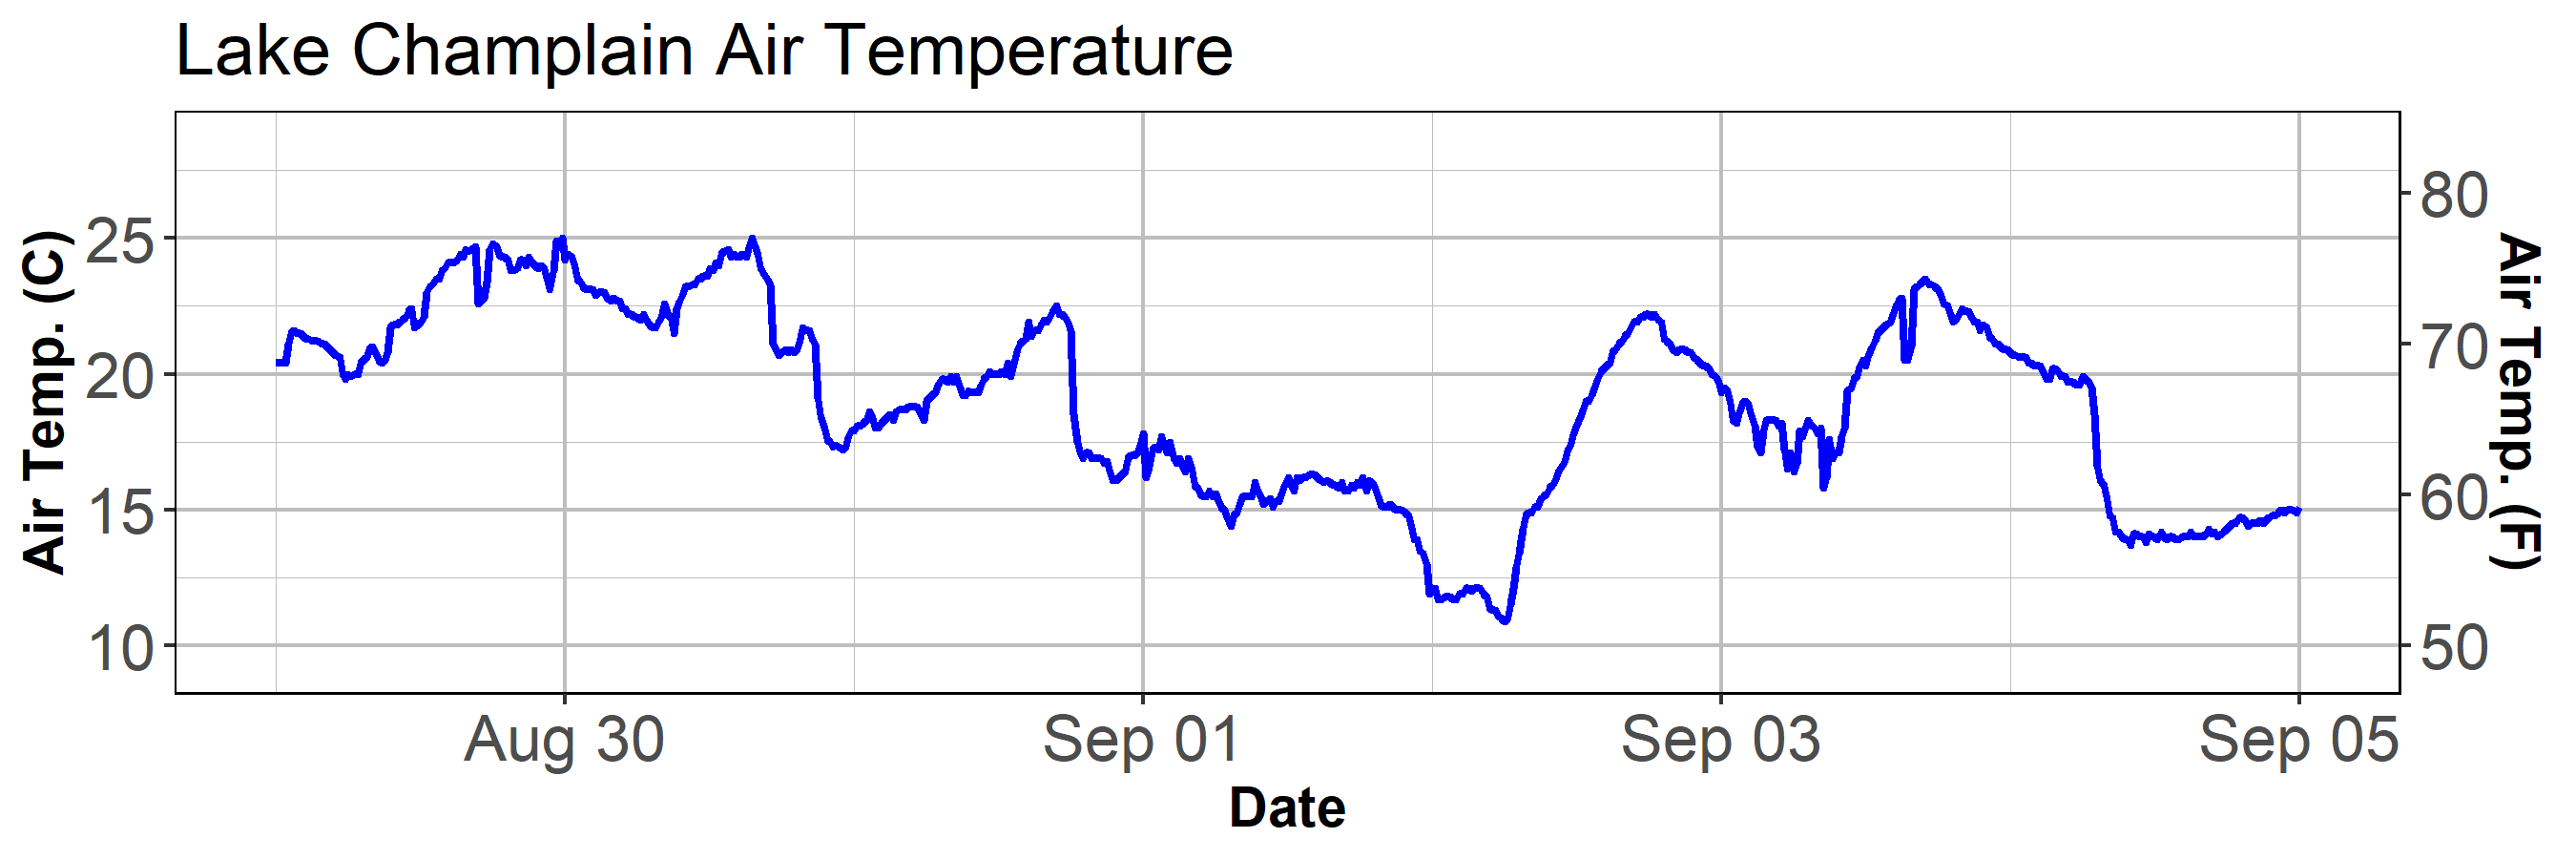 Lake Champlain Air Temperature
Air Temp. (C)
25
20
15
10
80
70
60
50
Air Temp. (F)
Aug 30
Sep 01
Sep 03
Sep 05
Date